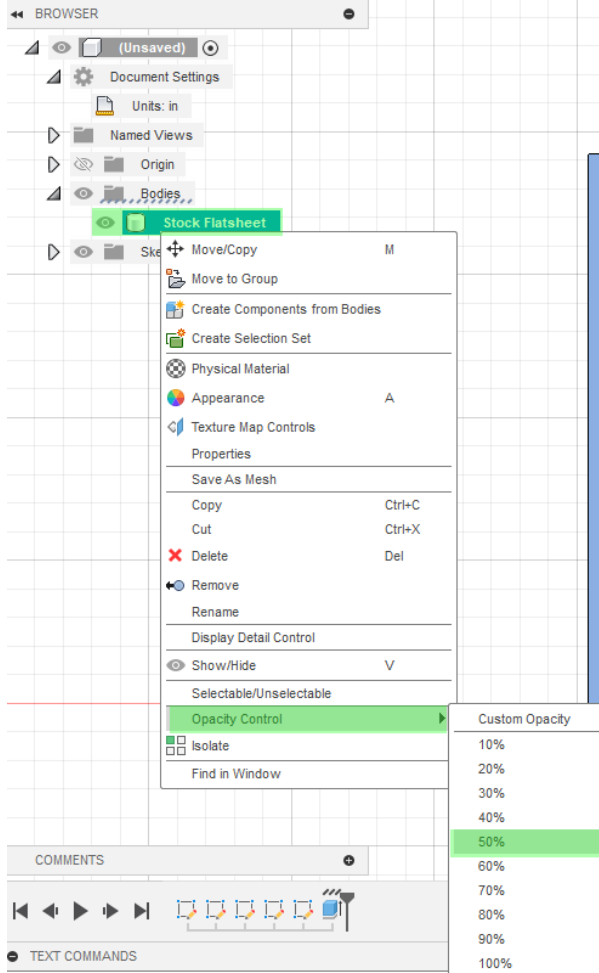 BROWSER
(Unsaved)
Document Settings
Units: in
Named Views
Origin
Bodies
Stock Flatsheet
Ske
Move/Copy M
Move to Group
Create Components from Bodies
Create Selection Set
Physical Material
Appearance A
Texture Map Controls
Properties
Save As Mesh
Copy Ctrl+C
Cut Ctrl+X
Delete Del
Remove
Rename
Display Detail Control
Show/Hide V
Selectable/Unselectable
Opacity Control
Isolate
Find in Window
Custom Opacity
10%
20%
30%
40%
50%
60%
70%
80%
90%
100%
COMMENTS
TEXT COMMANDS